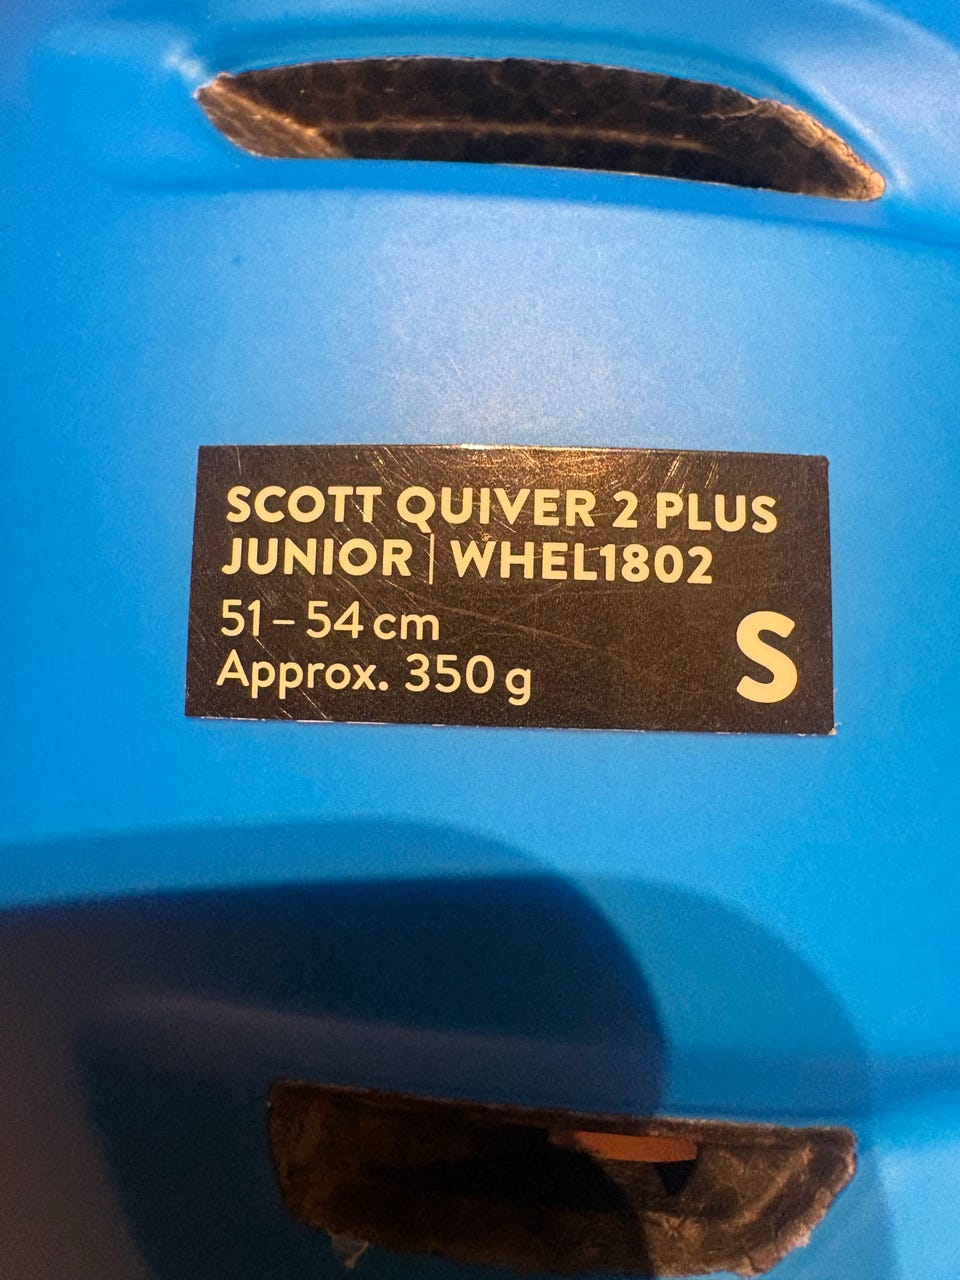 SCOTT QUIVER 2 PLUS
JUNIOR | WHEL1802
51 – 54 cm
Approx. 350 g
S